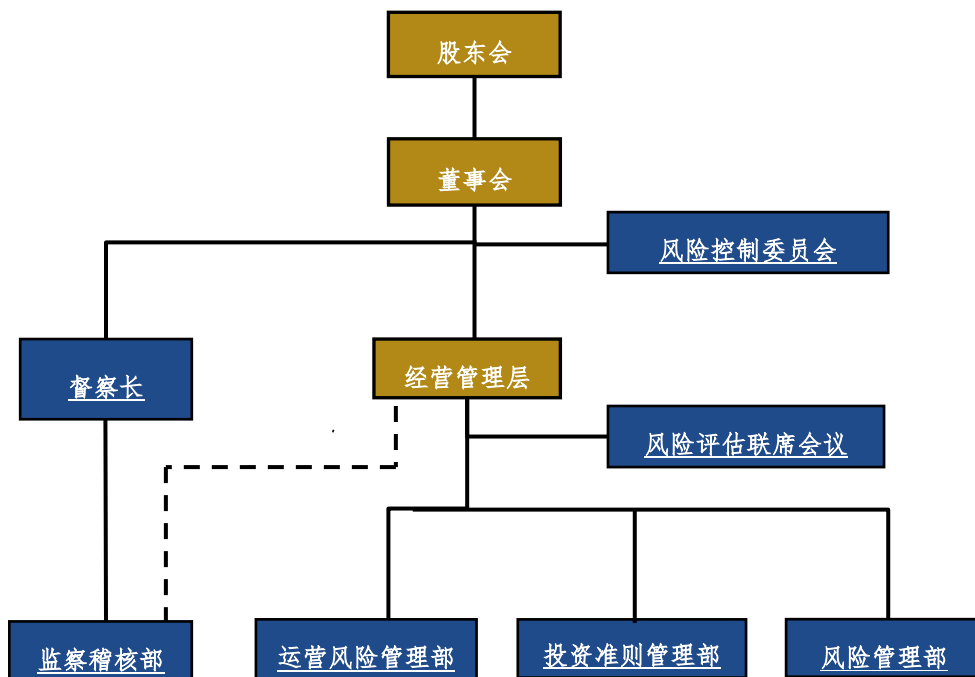 股东会
董事会
风险控制委员会
督察长
经营管理层
风险评估联席会议
监察稽核部
运营风险管理部
投资准则管理部
风险管理部